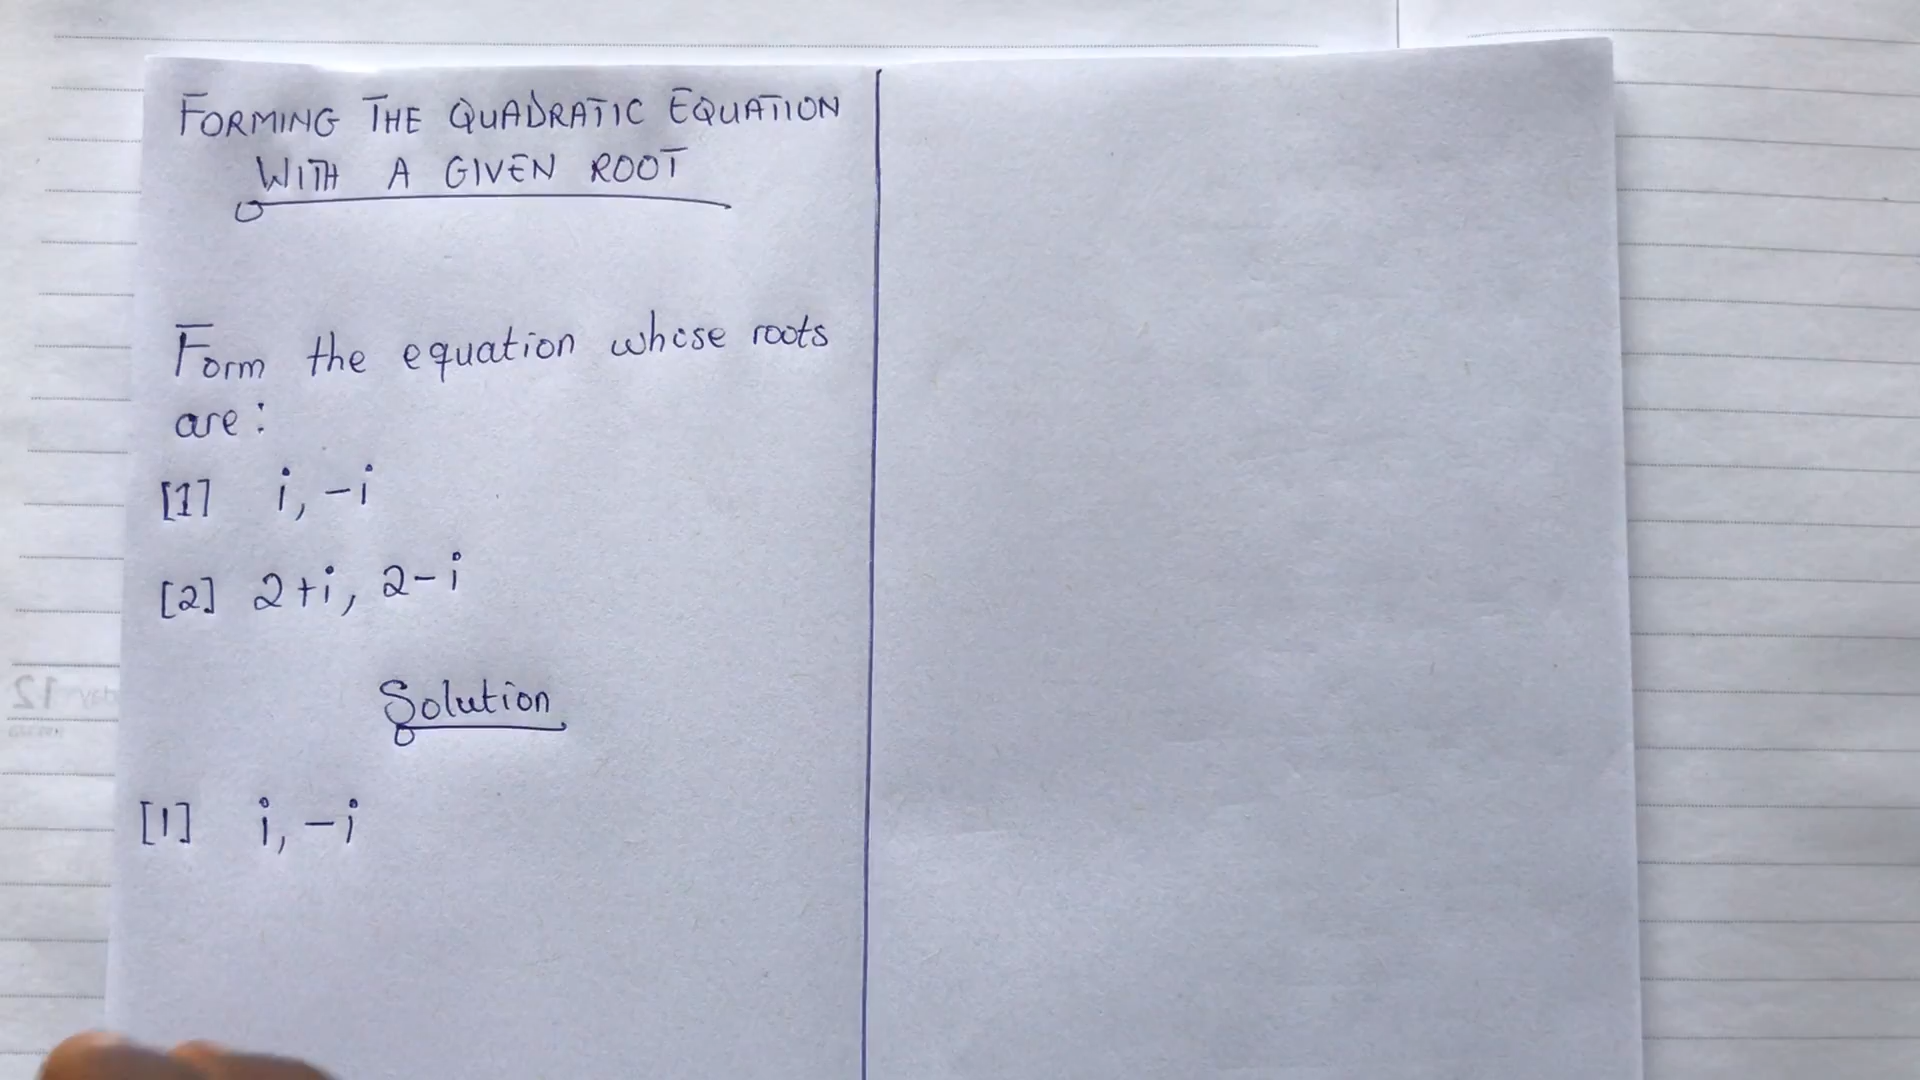 FORMING THE QUADRATIC EQUATION
WITH A GIVEN ROOT
Form the equation whose roots
are:
[1] i, -i
[2] 2+i, 2-i
Solution
[1] i, -i
12